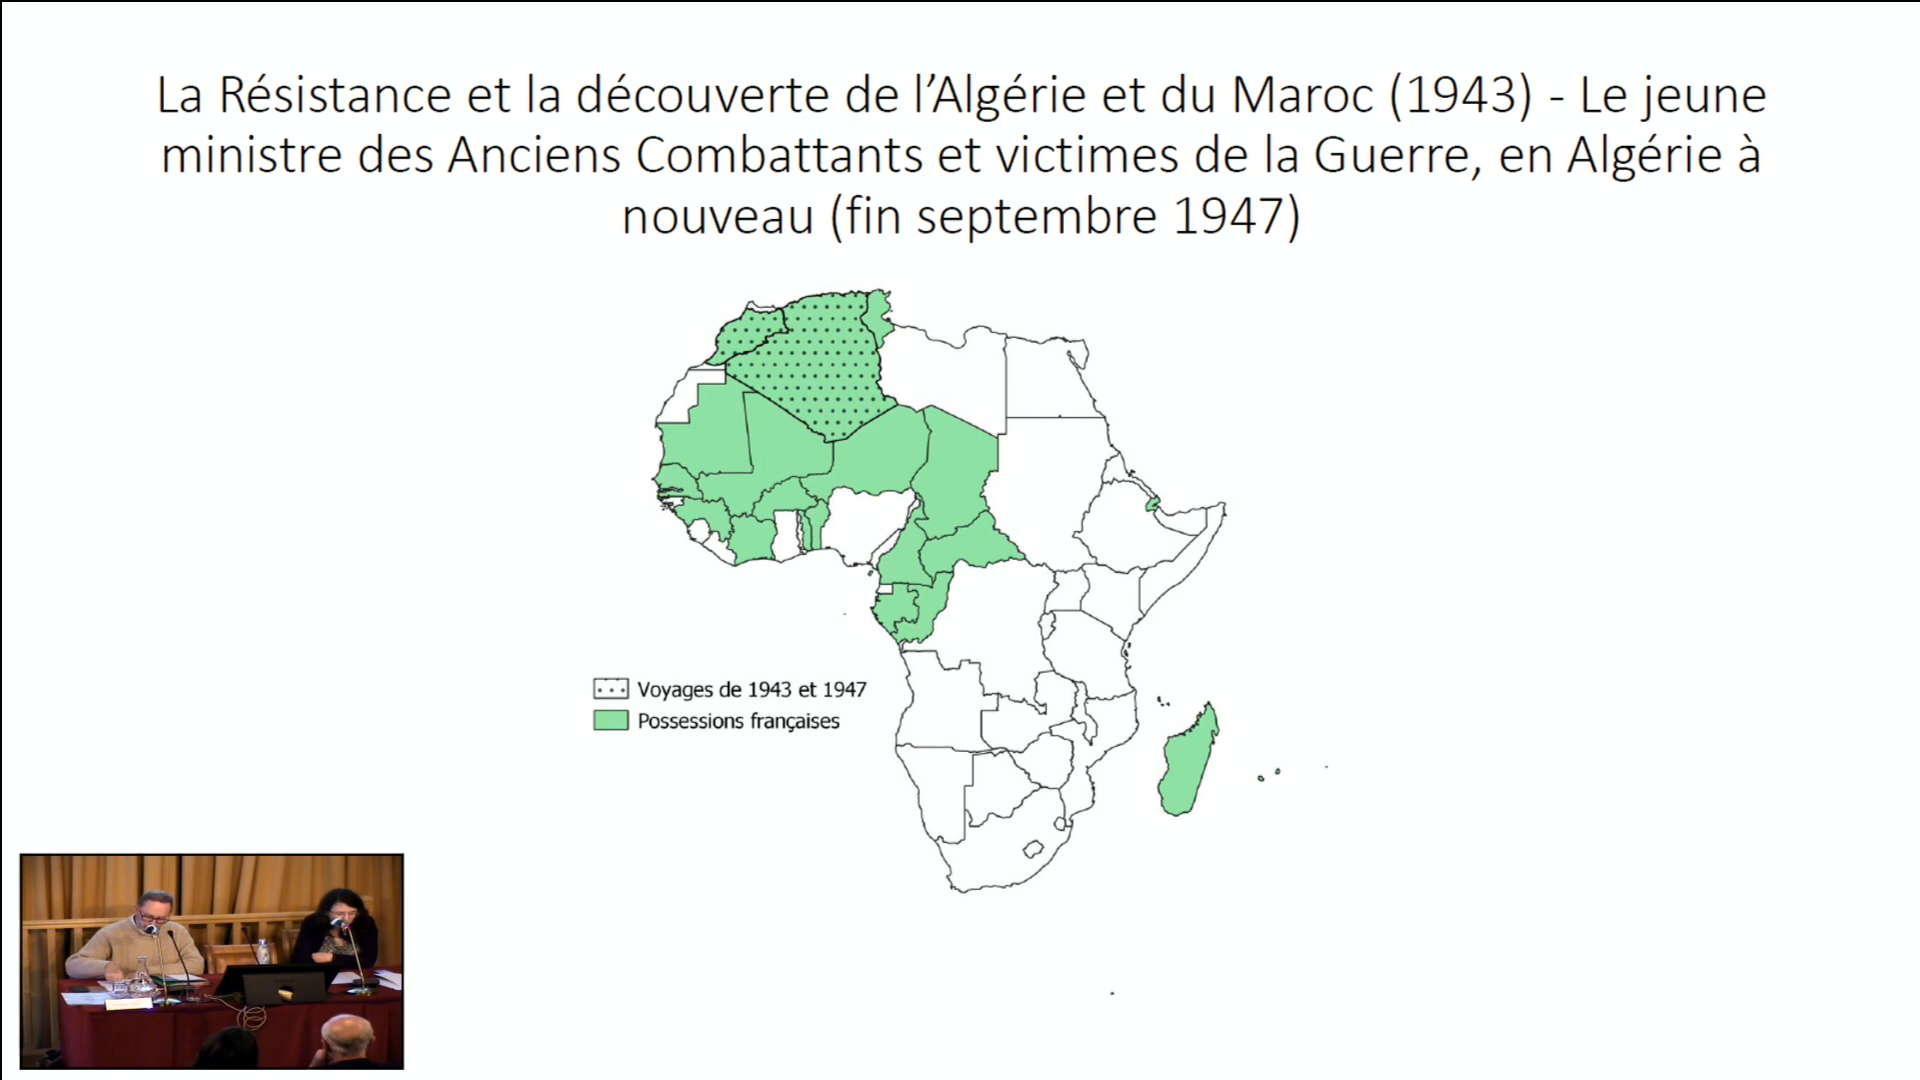 La Résistance et la découverte de l’Algérie et du Maroc (1943) - Le jeune
ministre des Anciens Combattants et victimes de la Guerre, en Algérie à
nouveau (fin septembre 1947)
Voyages de 1943 et 1947
Possessions françaises